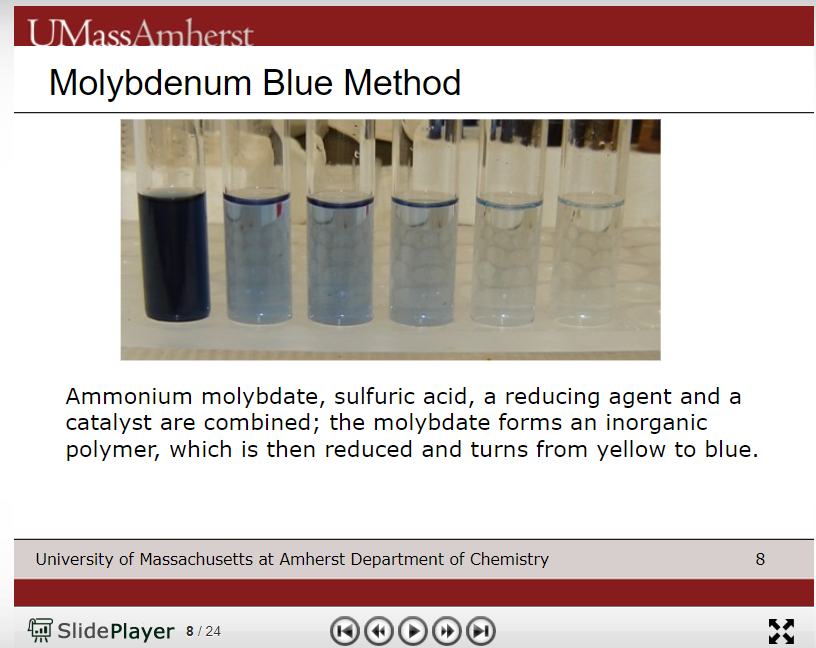 UMassAmherst
Molybdenum Blue Method
Ammonium molybdate, sulfuric acid, a reducing agent and a
catalyst are combined; the molybdate forms an inorganic
polymer, which is then reduced and turns from yellow to blue.
University of Massachusetts at Amherst Department of Chemistry 8
SlidePlayer 8 / 24